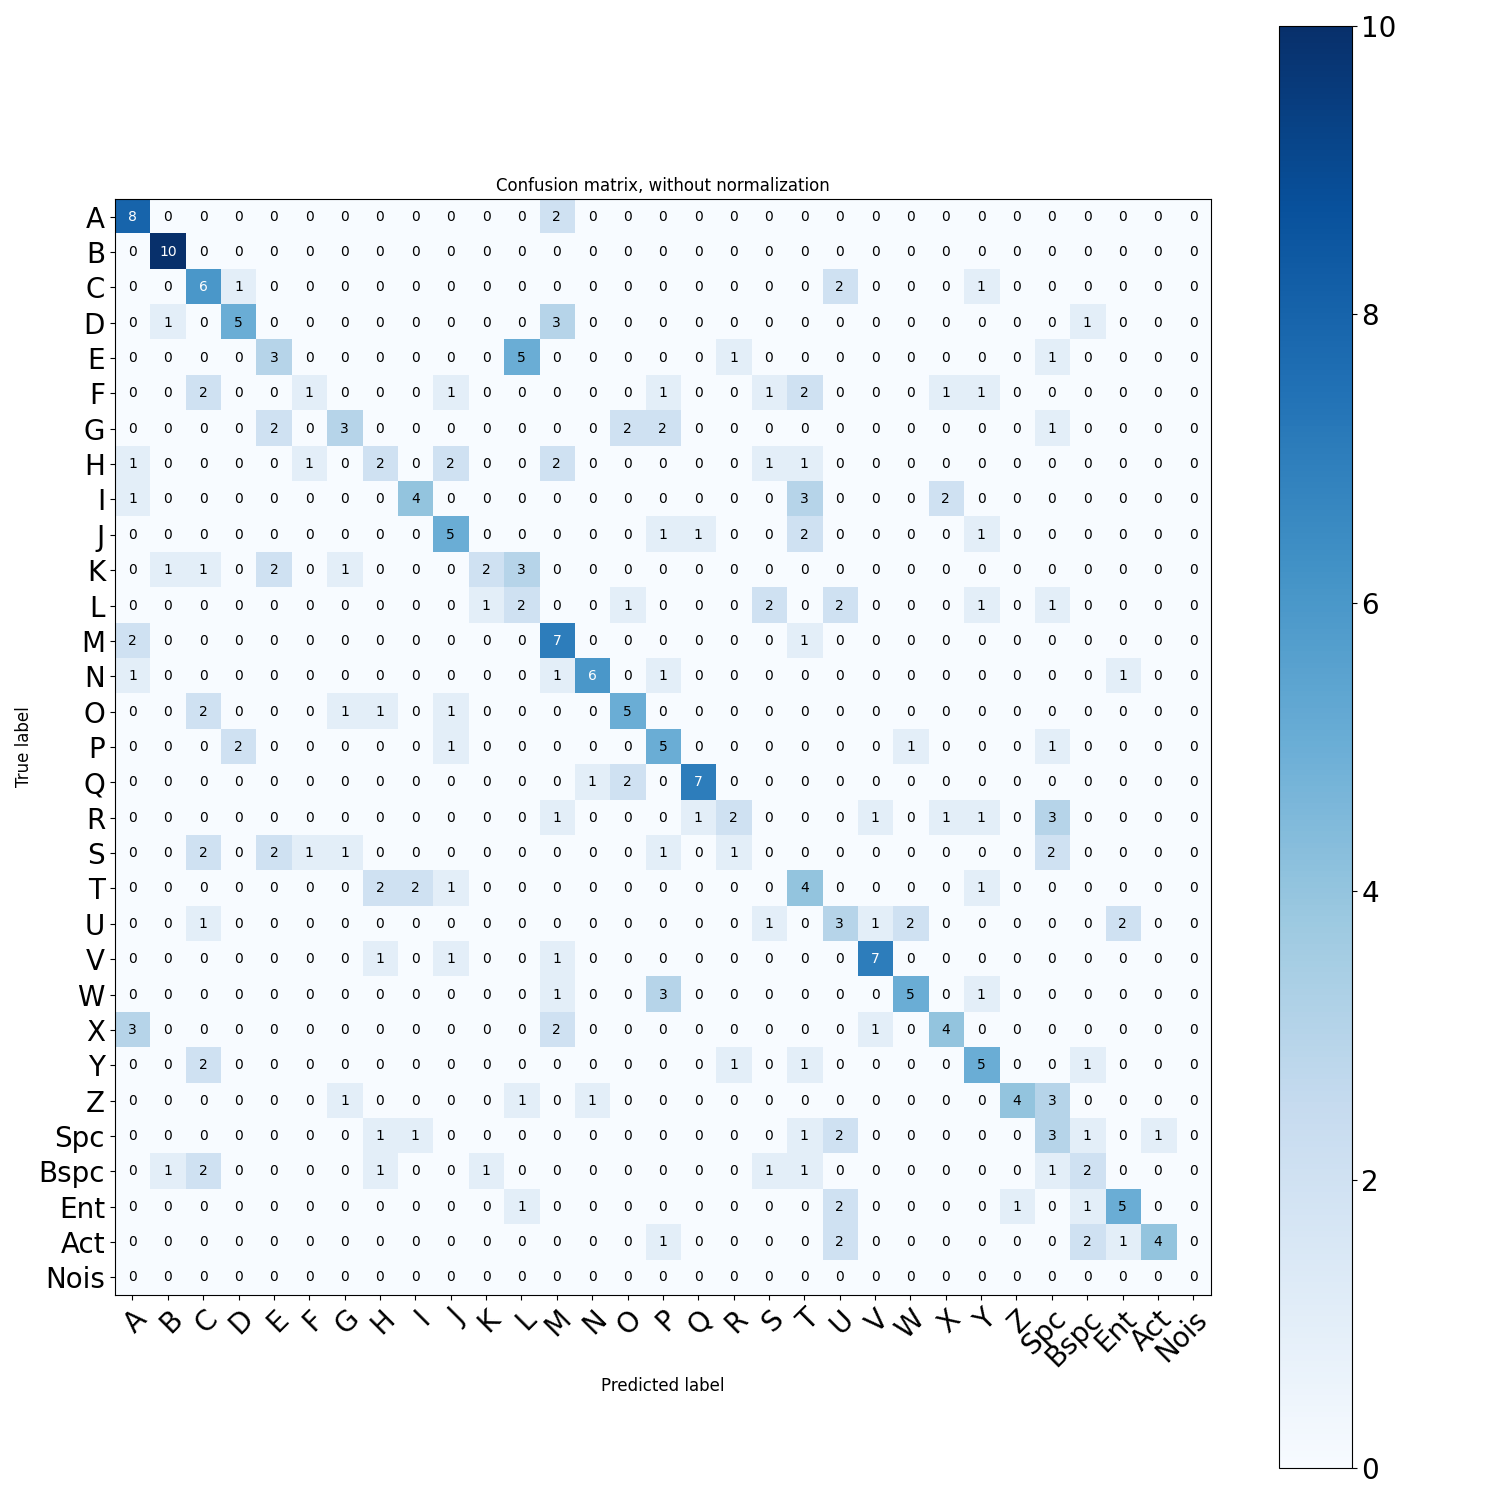 Confusion matrix, without normalization
A 8 0 0 0 0 0 0 0 0 0 0 0 2 0 0 0 0 0 0 0 0 0 0 0 0 0 0 0 0 0 0
B 0 10 0 0 0 0 0 0 0 0 0 0 0 0 0 0 0 0 0 0 0 0 0 0 0 0 0 0 0 0 0
C 0 0 6 1 0 0 0 0 0 0 0 0 0 0 0 0 0 0 0 0 2 0 0 0 1 0 0 0 0 0 0
D 0 1 0 5 0 0 0 0 0 0 0 0 3 0 0 0 0 0 0 0 0 0 0 0 0 0 0 1 0 0 0
E 0 0 0 0 3 0 0 0 0 0 0 5 0 0 0 0 0 1 0 0 0 0 0 0 0 0 1 0 0 0 0
F 0 0 2 0 0 1 0 0 0 1 0 0 0 0 0 1 0 0 1 2 0 0 0 1 1 0 0 0 0 0 0
G 0 0 0 0 2 0 3 0 0 0 0 0 0 0 2 2 0 0 0 0 0 0 0 0 0 0 1 0 0 0 0
H 1 0 0 0 0 1 0 2 0 2 0 0 2 0 0 0 0 0 1 1 0 0 0 0 0 0 0 0 0 0 0
I 1 0 0 0 0 0 0 0 4 0 0 0 0 0 0 0 0 0 0 3 0 0 0 2 0 0 0 0 0 0 0
J 0 0 0 0 0 0 0 0 0 5 0 0 0 0 0 1 1 0 0 2 0 0 0 0 1 0 0 0 0 0 0
K 0 1 1 0 2 0 1 0 0 0 2 3 0 0 0 0 0 0 0 0 0 0 0 0 0 0 0 0 0 0 0
L 0 0 0 0 0 0 0 0 0 0 1 2 0 0 1 0 0 0 2 0 2 0 0 0 1 0 1 0 0 0 0
M 2 0 0 0 0 0 0 0 0 0 0 0 7 0 0 0 0 0 0 1 0 0 0 0 0 0 0 0 0 0 0
N 1 0 0 0 0 0 0 0 0 0 0 0 1 6 0 1 0 0 0 0 0 0 0 0 0 0 0 0 1 0 0
O 0 0 2 0 0 0 1 1 0 1 0 0 0 0 5 0 0 0 0 0 0 0 0 0 0 0 0 0 0 0 0
P 0 0 0 2 0 0 0 0 0 1 0 0 0 0 0 5 0 0 0 0 0 0 1 0 0 0 1 0 0 0 0
Q 0 0 0 0 0 0 0 0 0 0 0 0 0 1 2 0 7 0 0 0 0 0 0 0 0 0 0 0 0 0 0
R 0 0 0 0 0 0 0 0 0 0 0 0 1 0 0 0 1 2 0 0 0 1 0 1 1 0 3 0 0 0 0
S 0 0 2 0 2 1 1 0 0 0 0 0 0 0 0 1 0 1 0 0 0 0 0 0 0 0 2 0 0 0 0
T 0 0 0 0 0 0 0 2 2 1 0 0 0 0 0 0 0 0 0 4 0 0 0 0 1 0 0 0 0 0 0
U 0 0 1 0 0 0 0 0 0 0 0 0 0 0 0 0 0 0 1 0 3 1 2 0 0 0 0 0 2 0 0
V 0 0 0 0 0 0 0 1 0 1 0 0 1 0 0 0 0 0 0 0 0 7 0 0 0 0 0 0 0 0 0
W 0 0 0 0 0 0 0 0 0 0 0 0 1 0 0 3 0 0 0 0 0 0 5 0 1 0 0 0 0 0 0
X 3 0 0 0 0 0 0 0 0 0 0 0 2 0 0 0 0 0 0 0 0 1 0 4 0 0 0 0 0 0 0
Y 0 0 2 0 0 0 0 0 0 0 0 0 0 0 0 0 0 1 0 1 0 0 0 0 5 0 0 1 0 0 0
Z 0 0 0 0 0 0 1 0 0 0 0 1 0 1 0 0 0 0 0 0 0 0 0 0 0 4 3 0 0 0 0
Spc 0 0 0 0 0 0 0 1 1 0 0 0 0 0 0 0 0 0 0 1 2 0 0 0 0 0 3 1 0 1 0
Bspc 0 1 2 0 0 0 0 1 0 0 1 0 0 0 0 0 0 0 1 1 0 0 0 0 0 0 1 2 0 0 0
Ent 0 0 0 0 0 0 0 0 0 0 0 1 0 0 0 0 0 0 0 0 2 0 0 0 0 1 0 1 5 0 0
Act 0 0 0 0 0 0 0 0 0 0 0 0 0 0 0 1 0 0 0 0 2 0 0 0 0 0 0 2 1 4 0
Nois 0 0 0 0 0 0 0 0 0 0 0 0 0 0 0 0 0 0 0 0 0 0 0 0 0 0 0 0 0 0 0
A B C D E F G H I J K L M N O P Q R S T U V W X Y Z Spc Bspc Ent Act Nois
Predicted label
True label
10
8
6
4
2
0